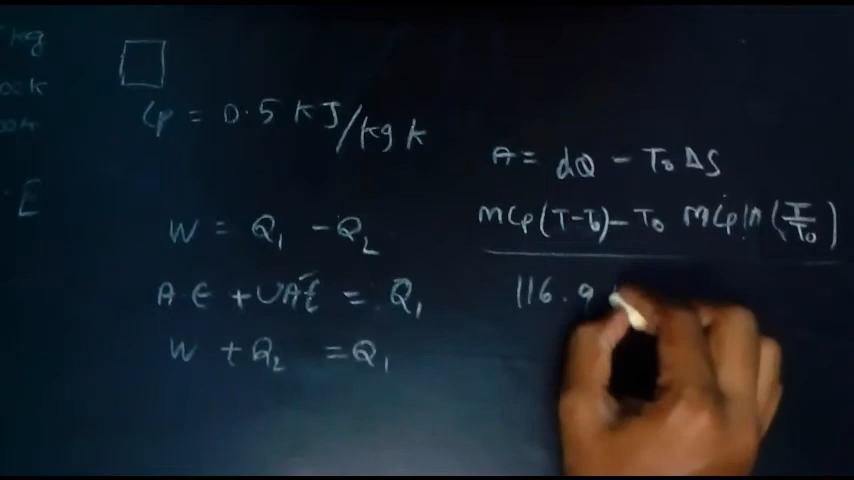 kg
Cp = 0.5 KJ/kg k
E
W = Q1 - Q2
A.E + UAE = Q1
W + Q2 = Q1
A = dQ - T0 ΔS
mCp(T-T0) - T0 mCp ln (T/T0)
116.9